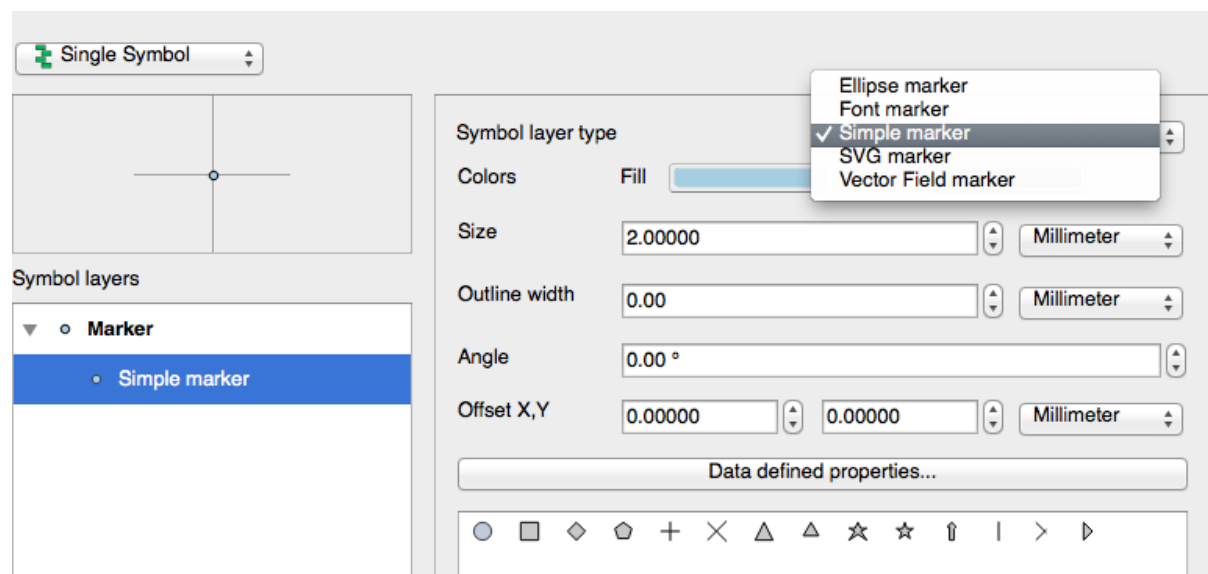 Single Symbol
Ellipse marker
Font marker
Simple marker
SVG marker
Vector Field marker
Symbol layer type
Colors Fill
Size 2.00000 Millimeter
Symbol layers
Outline width 0.00 Millimeter
Marker
Angle 0.00 °
Simple marker
Offset X,Y 0.00000 0.00000 Millimeter
Data defined properties...